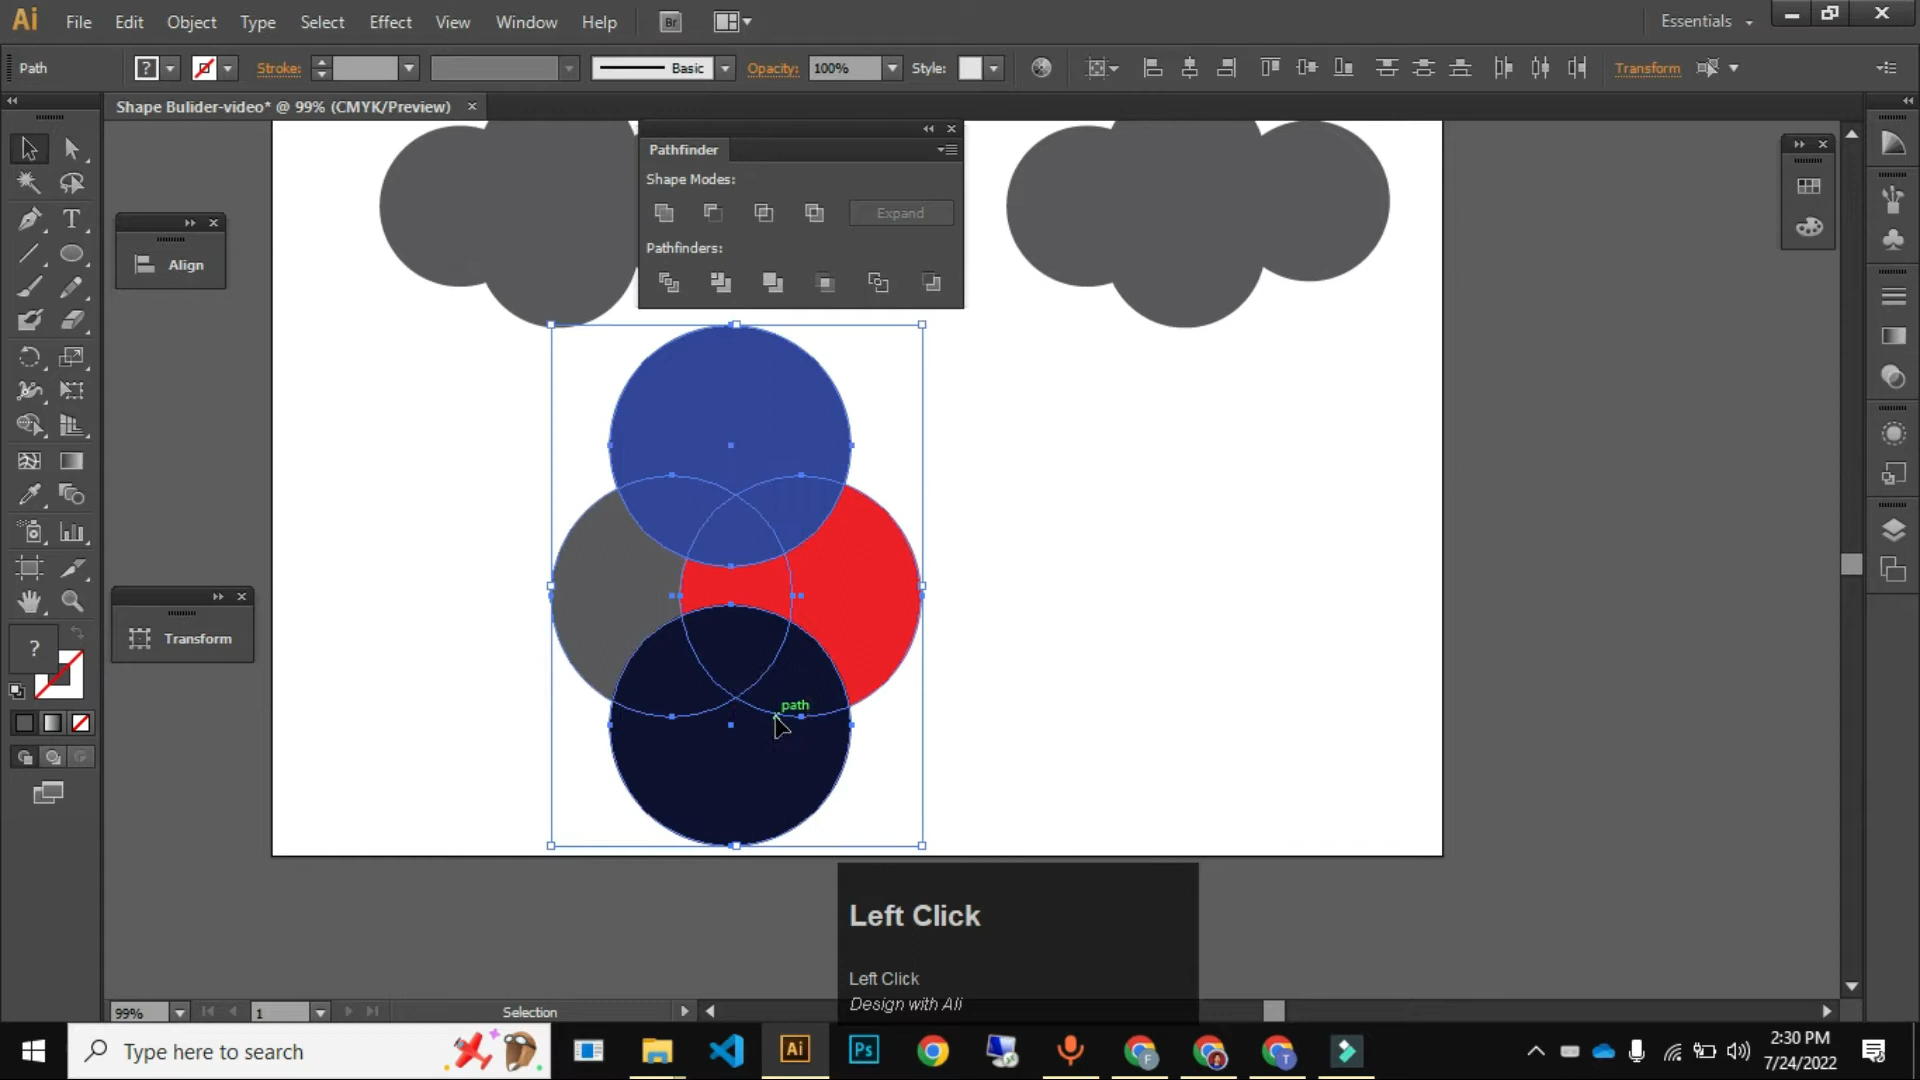 Ai File Edit Object Type Select Effect View Window Help Br Essentials
Path ? Stroke: Basic Opacity: 100% Style: Transform
Shape Bulider-video* @ 99% (CMYK/Preview)
Pathfinder
Shape Modes:
Expand
Pathfinders:
Align
T
Transform
?
path
Left Click
Left Click
Design with Ali
99% 1 Selection
Type here to search
Ai Ps F T
2:30 PM
7/24/2022